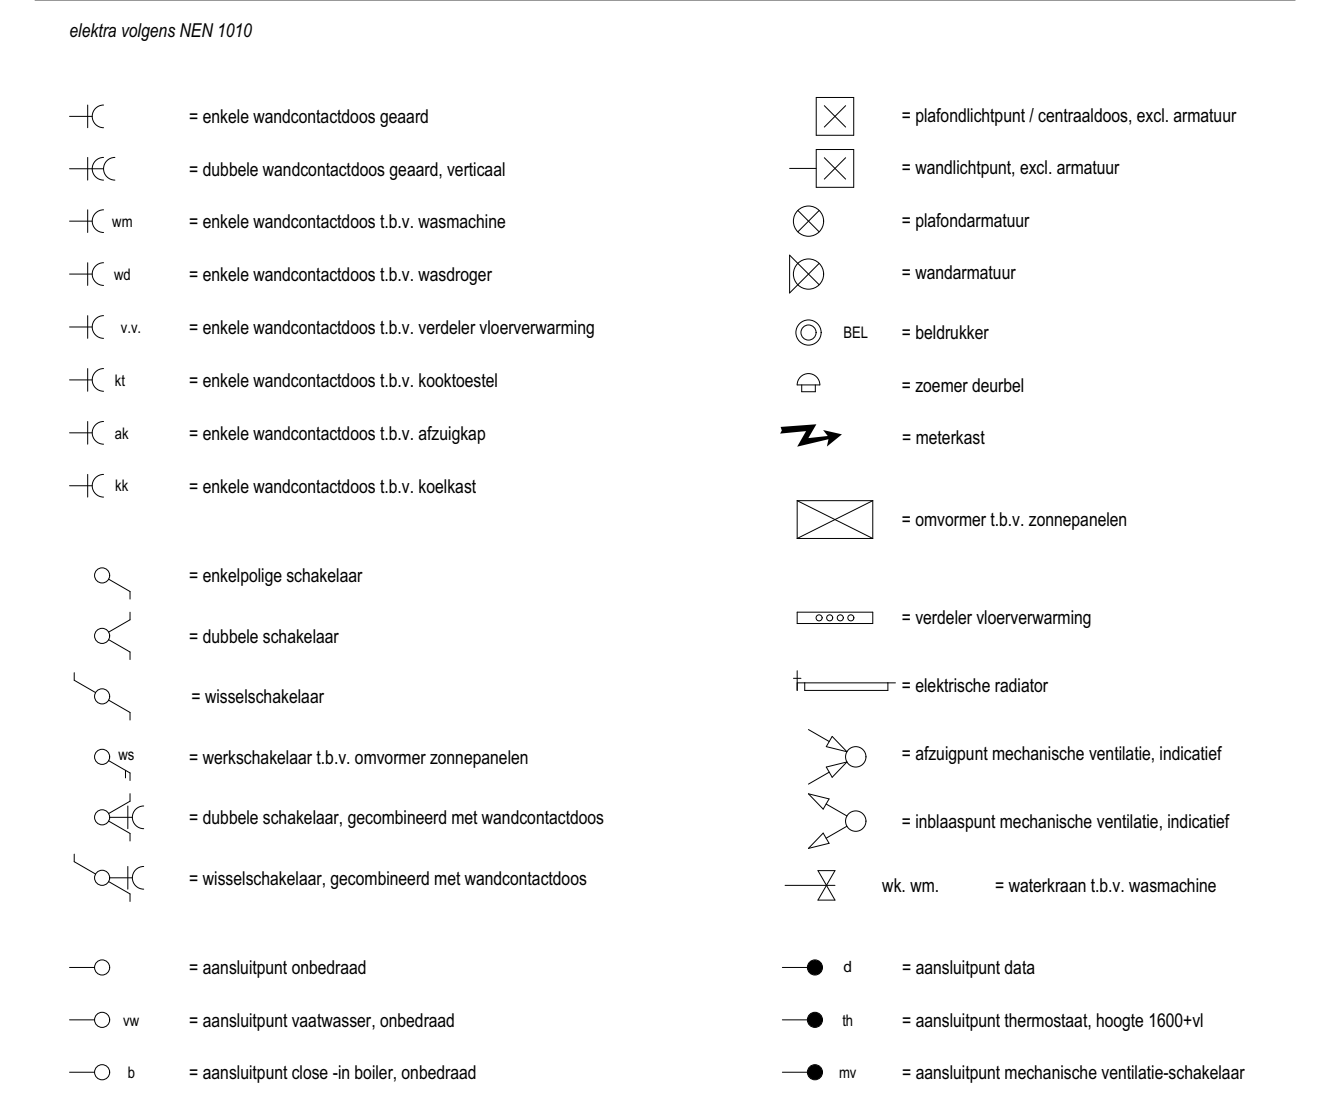 elektra volgens NEN 1010
= enkele wandcontactdoos geaard
= dubbele wandcontactdoos geaard, verticaal
wm = enkele wandcontactdoos t.b.v. wasmachine
wd = enkele wandcontactdoos t.b.v. wasdroger
v.v. = enkele wandcontactdoos t.b.v. verdeler vloerverwarming
kt = enkele wandcontactdoos t.b.v. kooktoestel
ak = enkele wandcontactdoos t.b.v. afzuigkap
kk = enkele wandcontactdoos t.b.v. koelkast
= enkelpolige schakelaar
= dubbele schakelaar
= wisselschakelaar
ws = werkschakelaar t.b.v. omvormer zonnepanelen
= dubbele schakelaar, gecombineerd met wandcontactdoos
= wisselschakelaar, gecombineerd met wandcontactdoos
= aansluitpunt onbedraad
vw = aansluitpunt vaatwasser, onbedraad
b = aansluitpunt close -in boiler, onbedraad
= plafondlichtpunt / centraaldoos, excl. armatuur
= wandlichtpunt, excl. armatuur
= plafondarmatuur
= wandarmatuur
BEL = beldrukker
= zoemer deurbel
= meterkast
= omvormer t.b.v. zonnepanelen
= verdeler vloerverwarming
= elektrische radiator
= afzuigpunt mechanische ventilatie, indicatief
= inblaaspunt mechanische ventilatie, indicatief
wk. wm. = waterkraan t.b.v. wasmachine
d = aansluitpunt data
th = aansluitpunt thermostaat, hoogte 1600+vl
mv = aansluitpunt mechanische ventilatie-schakelaar